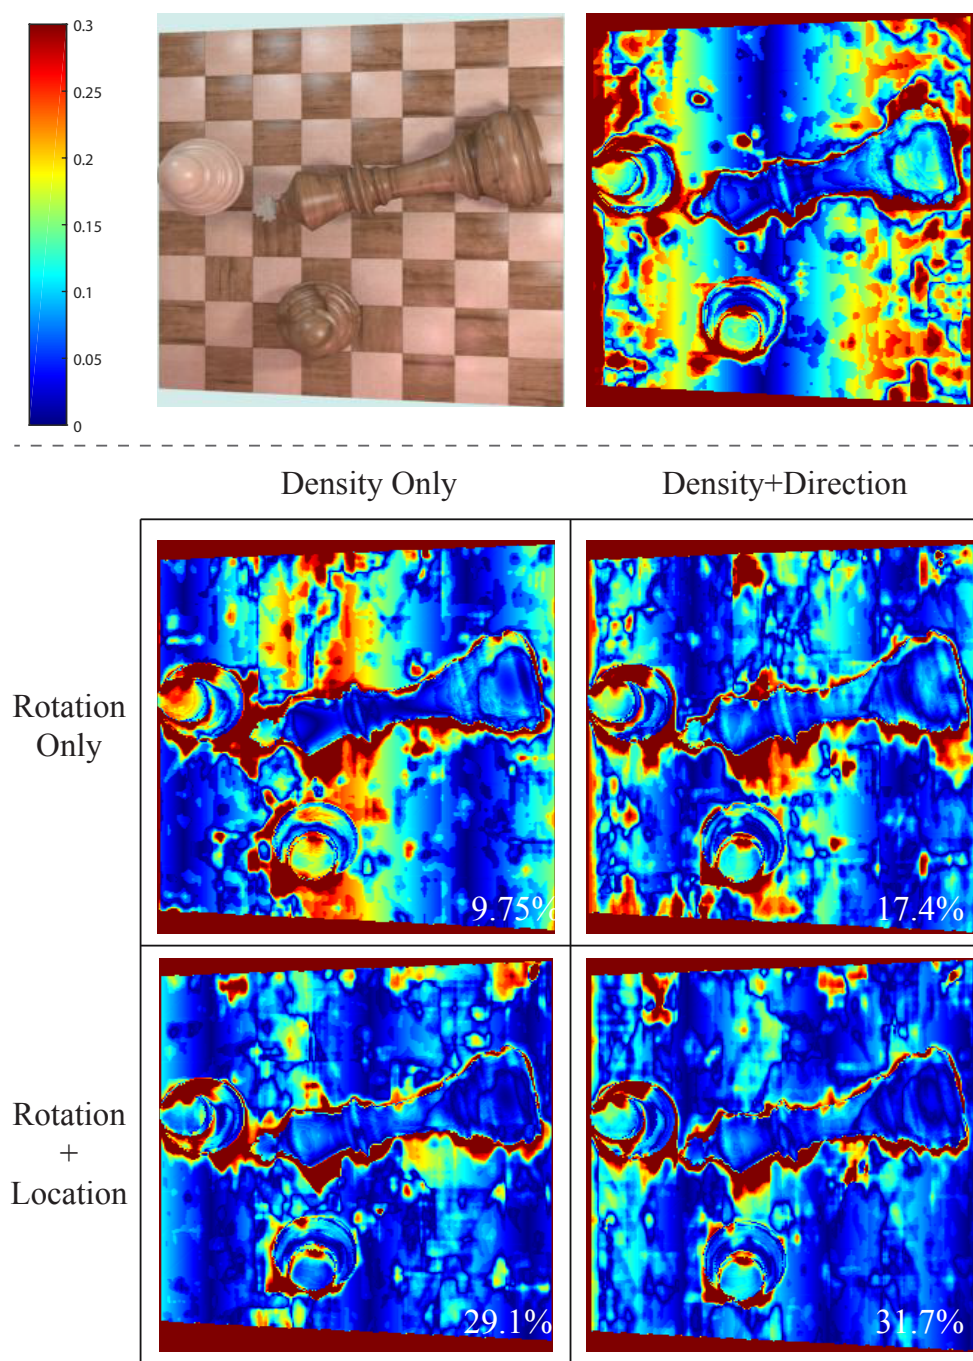 0.3
0.25
0.2
0.15
0.1
0.05
0
Density Only
Density+Direction
Rotation
Only
9.75%
17.4%
Rotation
+
Location
29.1%
31.7%